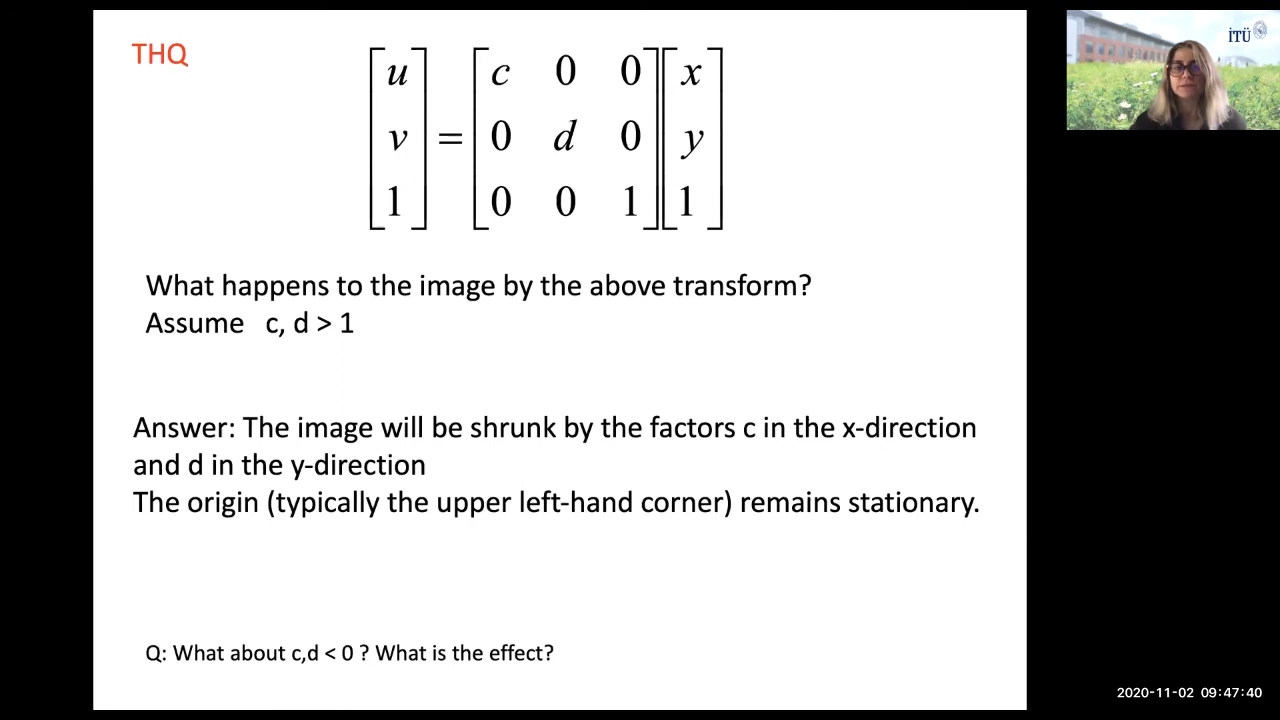 THQ
u c 0 0 x
v = 0 d 0 y
1 0 0 1 1
What happens to the image by the above transform?
Assume c, d > 1
Answer: The image will be shrunk by the factors c in the x-direction
and d in the y-direction
The origin (typically the upper left-hand corner) remains stationary.
Q: What about c,d < 0 ? What is the effect?
İTÜ
2020-11-02 09:47:40